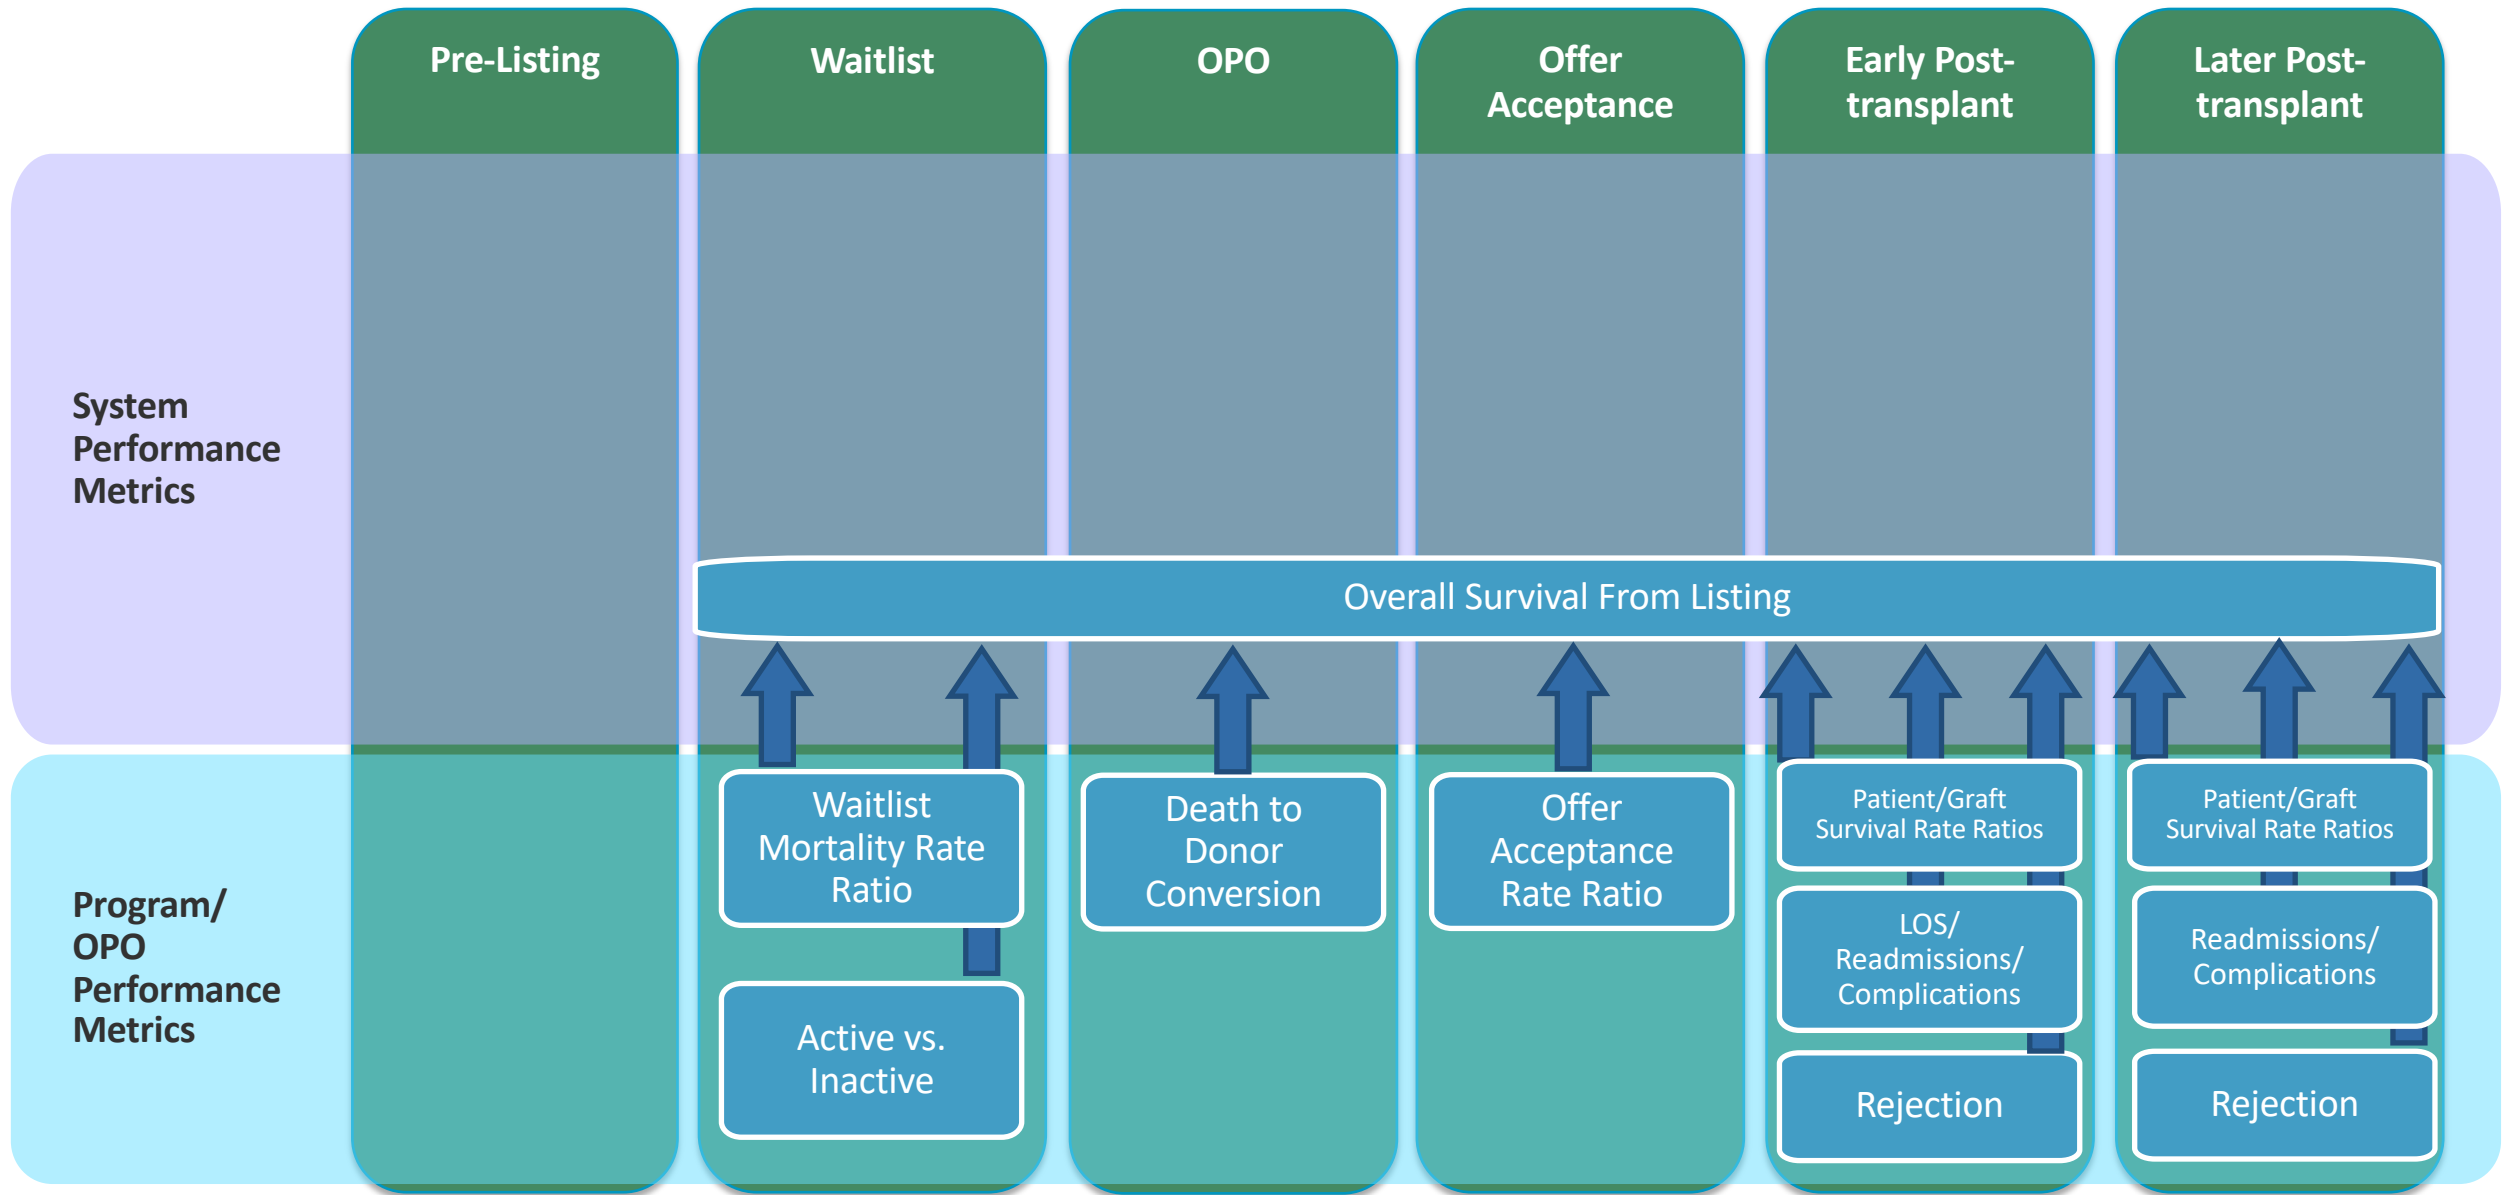 Pre-Listing
Waitlist
OPO
Offer
Acceptance
Early Post-
transplant
Later Post-
transplant
System
Performance
Metrics
Overall Survival From Listing
Program/
OPO
Performance
Metrics
Waitlist
Mortality Rate
Ratio
Active vs.
Inactive
Death to
Donor
Conversion
Offer
Acceptance
Rate Ratio
Patient/Graft
Survival Rate Ratios
LOS/
Readmissions/
Complications
Rejection
Patient/Graft
Survival Rate Ratios
Readmissions/
Complications
Rejection